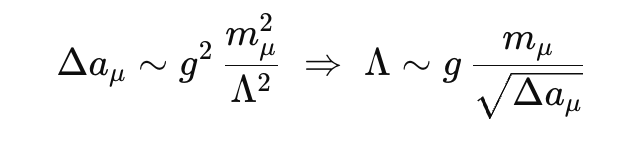 Δa_μ ∼ g² m_μ²/Λ² ⇒ Λ ∼ g m_μ/√Δa_μ